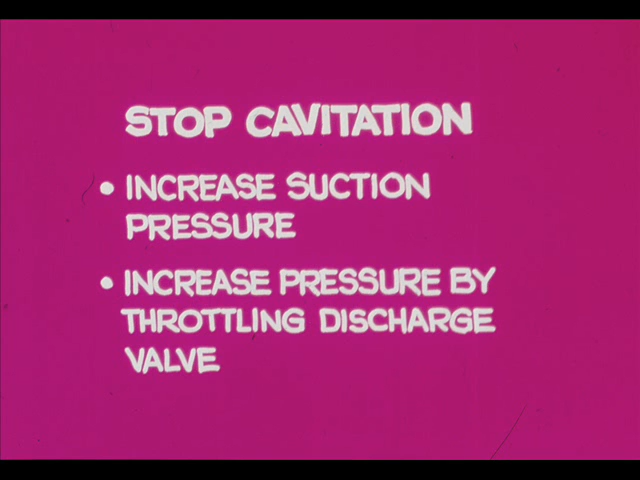 STOP CAVITATION
• INCREASE SUCTION
PRESSURE
• INCREASE PRESSURE BY
THROTTLING DISCHARGE
VALVE